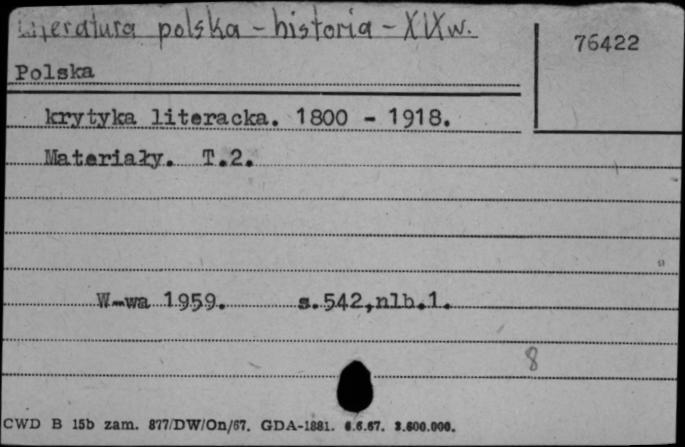 Literatura polska - historia - XIX w.
76422
Polska
krytyka literacka. 1800 - 1918.
Materiały. T.2.
W-wa 1959. s.542,nlb.1.
8
CWD B 15b zam. 877/DW/On/67. GDA-1881. 6.6.67. 3.600.000.